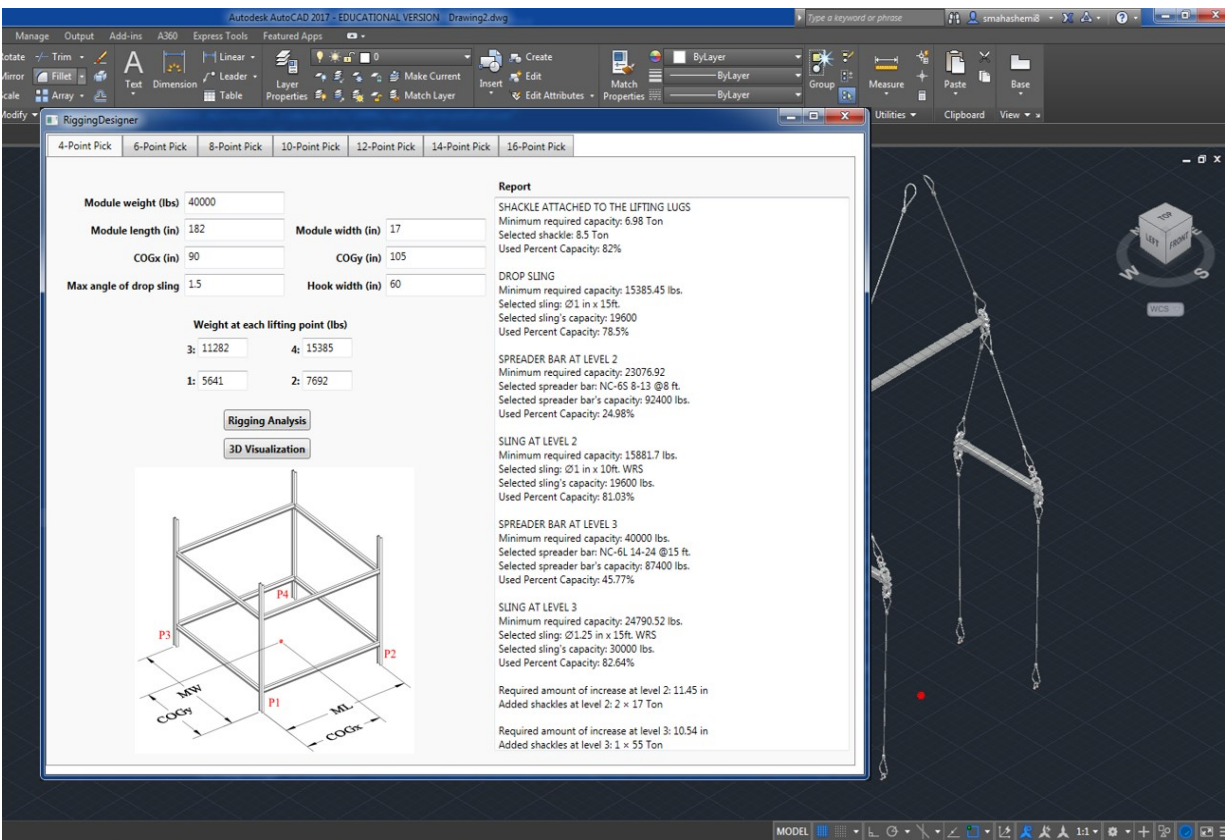 Autodesk AutoCAD 2017 - EDUCATIONAL VERSION Drawing2.dwg
Type a keyword or phrase
smahashemi8
Manage Output Add-ins A360 Express Tools Featured Apps
Trim
Fillet
Array
Modify
Text
Dimension
Linear
Leader
Table
Layer Properties
0
Make Current
Match Layer
Insert
Create
Edit
Edit Attributes
Match Properties
ByLayer
ByLayer
ByLayer
Group
Measure
Utilities
Paste
Clipboard
Base
View
RiggingDesigner
4-Point Pick 6-Point Pick 8-Point Pick 10-Point Pick 12-Point Pick 14-Point Pick 16-Point Pick
Module weight (lbs) 40000
Module length (in) 182 Module width (in) 17
COGx (in) 90 COGy (in) 105
Max angle of drop sling 1.5 Hook width (in) 60
Weight at each lifting point (lbs)
3: 11282 4: 15385
1: 5641 2: 7692
Rigging Analysis
3D Visualization
P4
P3
P2
P1
MW
COGy
ML
COGx
Report
SHACKLE ATTACHED TO THE LIFTING LUGS
Minimum required capacity: 6.98 Ton
Selected shackle: 8.5 Ton
Used Percent Capacity: 82%
DROP SLING
Minimum required capacity: 15385.45 lbs.
Selected sling: ∅1 in x 15ft.
Selected sling's capacity: 19600
Used Percent Capacity: 78.5%
SPREADER BAR AT LEVEL 2
Minimum required capacity: 23076.92
Selected spreader bar: NC-6S 8-13 @8 ft.
Selected spreader bar's capacity: 92400 lbs.
Used Percent Capacity: 24.98%
SLING AT LEVEL 2
Minimum required capacity: 15881.7 lbs.
Selected sling: ∅1 in x 10ft. WRS
Selected sling's capacity: 19600 lbs.
Used Percent Capacity: 81.03%
SPREADER BAR AT LEVEL 3
Minimum required capacity: 40000 lbs.
Selected spreader bar: NC-6L 14-24 @15 ft.
Selected spreader bar's capacity: 87400 lbs.
Used Percent Capacity: 45.77%
SLING AT LEVEL 3
Minimum required capacity: 24790.52 lbs.
Selected sling: ∅1.25 in x 15ft. WRS
Selected sling's capacity: 30000 lbs.
Used Percent Capacity: 82.64%
Required amount of increase at level 2: 11.45 in
Added shackles at level 2: 2 × 17 Ton
Required amount of increase at level 3: 10.54 in
Added shackles at level 3: 1 × 55 Ton
TOP
LEFT FRONT
W S
WCS
MODEL 1:1